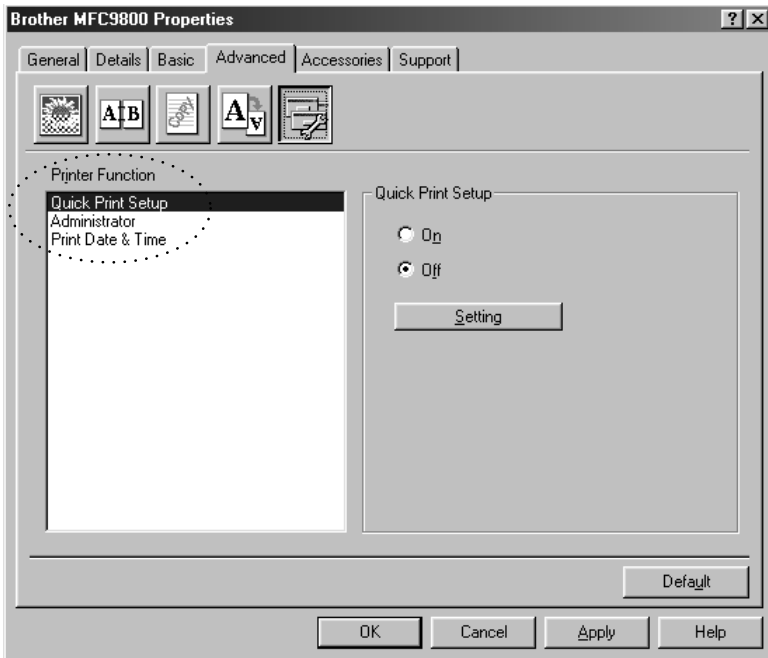 Brother MFC9800 Properties
General Details Basic Advanced Accessories Support
A B COPY A A
Printer Function
Quick Print Setup
Administrator
Print Date & Time
Quick Print Setup
On
Off
Setting
Default
OK Cancel Apply Help